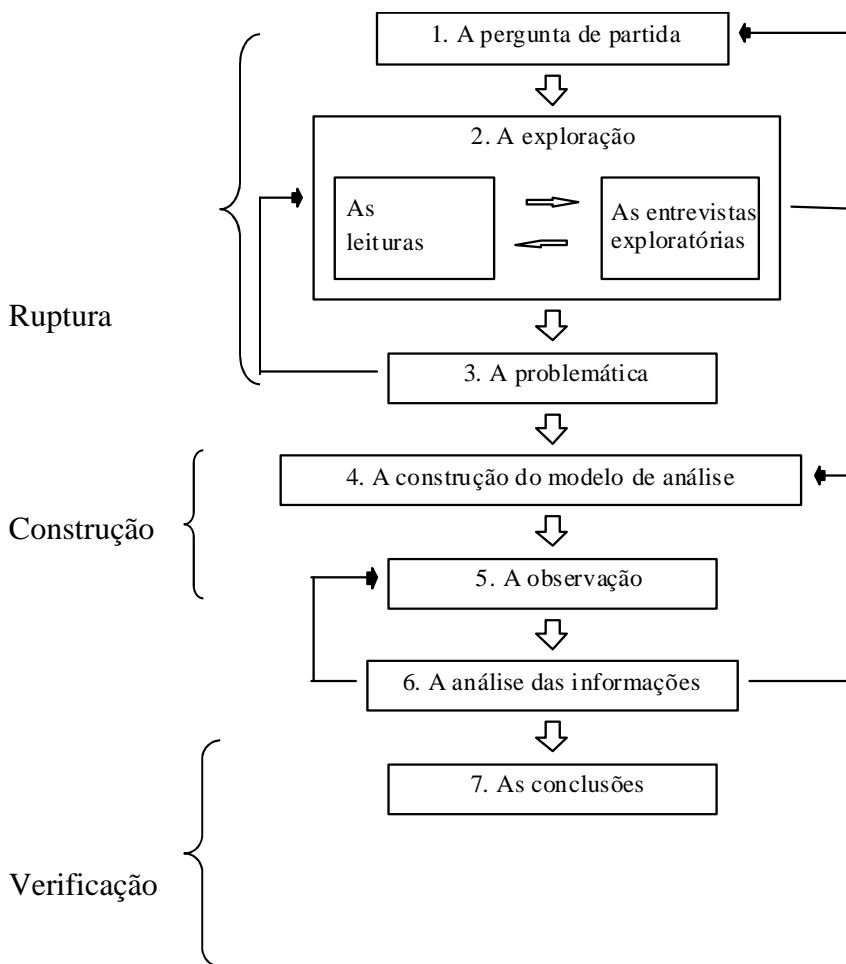 1. A pergunta de partida
2. A exploração
As
leituras
As entrevistas
exploratórias
Ruptura
3. A problemática
4. A construção do modelo de análise
Construção
5. A observação
6. A análise das informações
7. As conclusões
Verificação